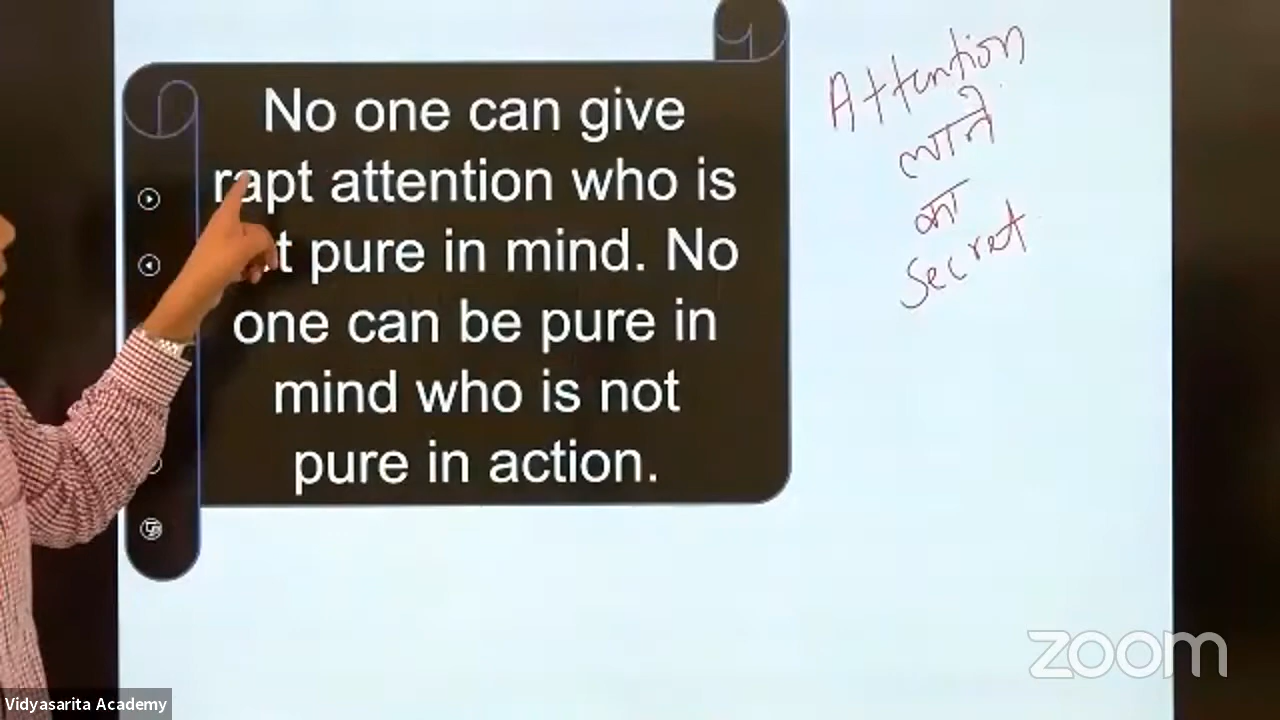 No one can give
rapt attention who is
t pure in mind. No
one can be pure in
mind who is not
pure in action.
Attention
लाने
का
Secret
zoom
Vidyasarita Academy